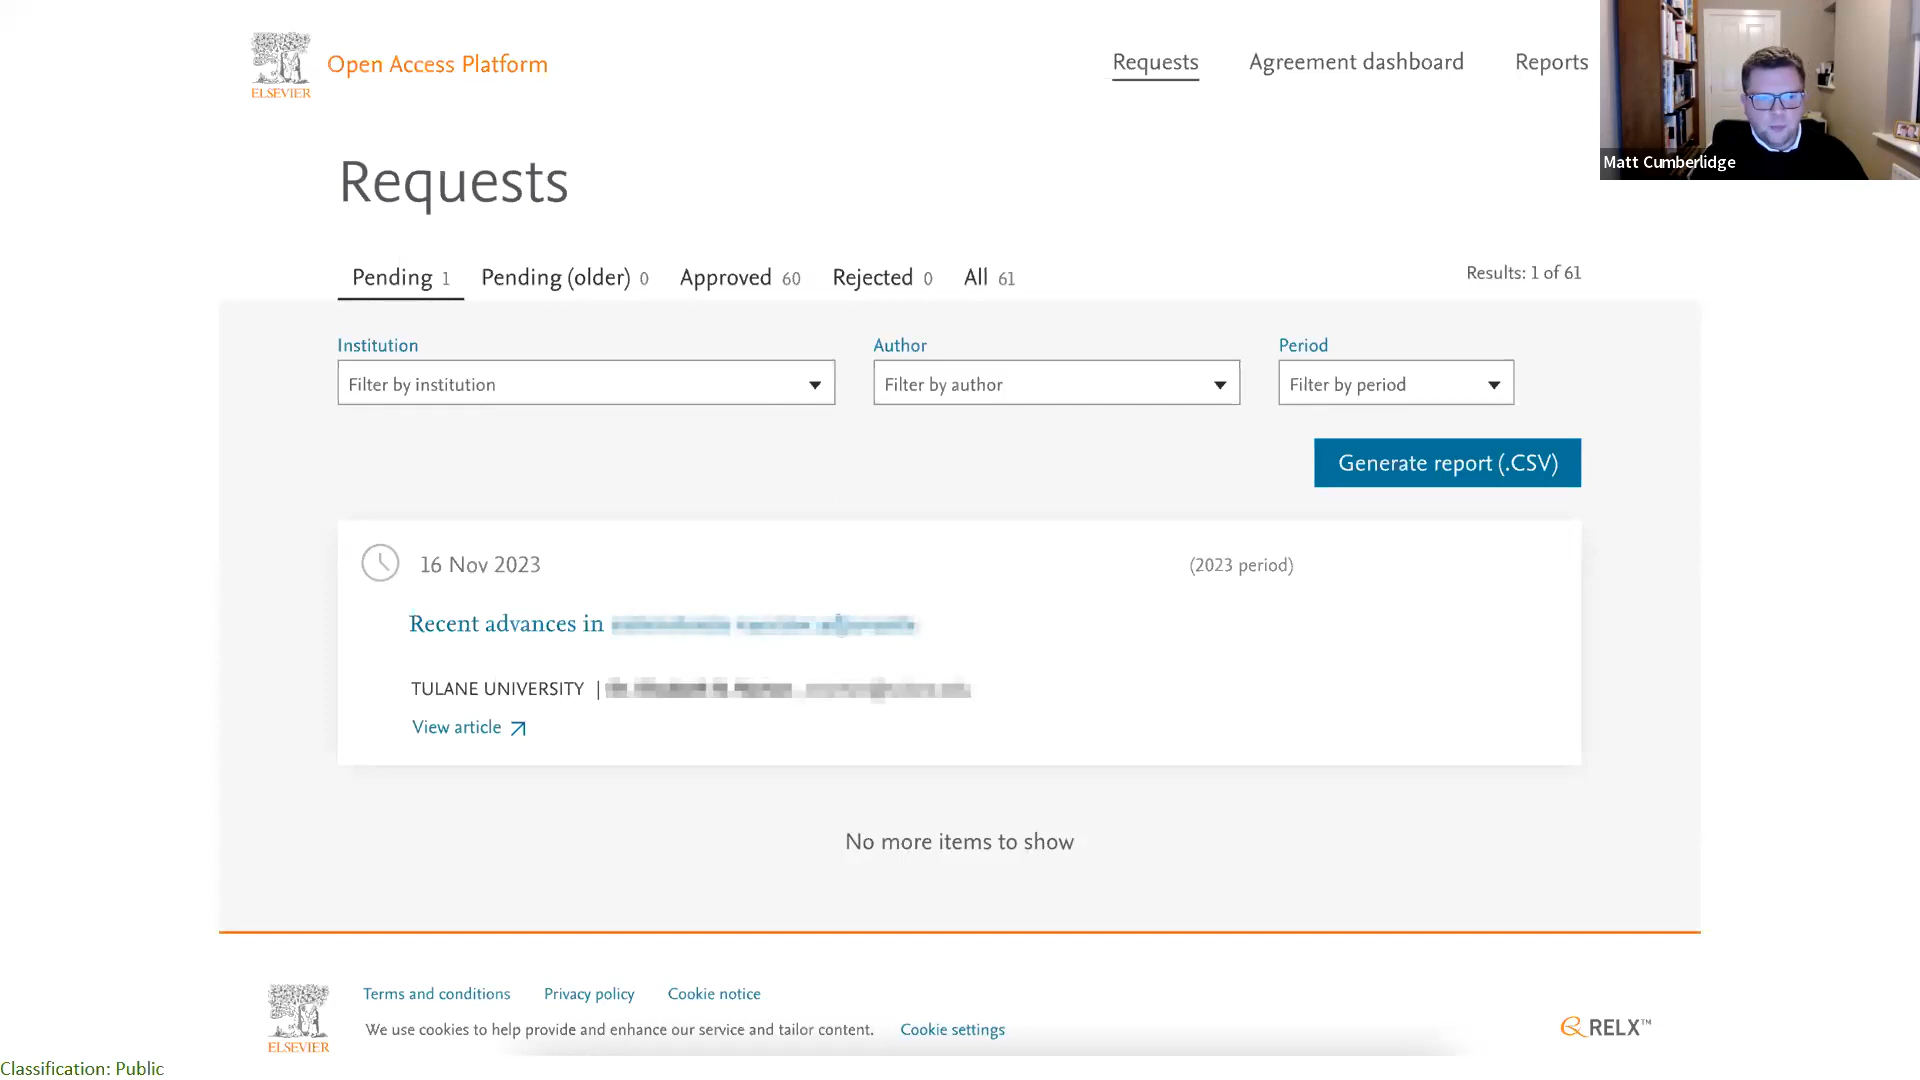 ELSEVIER
Open Access Platform
Requests
Agreement dashboard
Reports
Matt Cumberlidge
Requests
Pending 1
Pending (older) 0
Approved 60
Rejected 0
All 61
Results: 1 of 61
Institution
Author
Period
Filter by institution
Filter by author
Filter by period
Generate report (.CSV)
16 Nov 2023
(2023 period)
Recent advances in
TULANE UNIVERSITY |
View article
No more items to show
ELSEVIER
Terms and conditions
Privacy policy
Cookie notice
We use cookies to help provide and enhance our service and tailor content.
Cookie settings
RELX™
Classification: Public